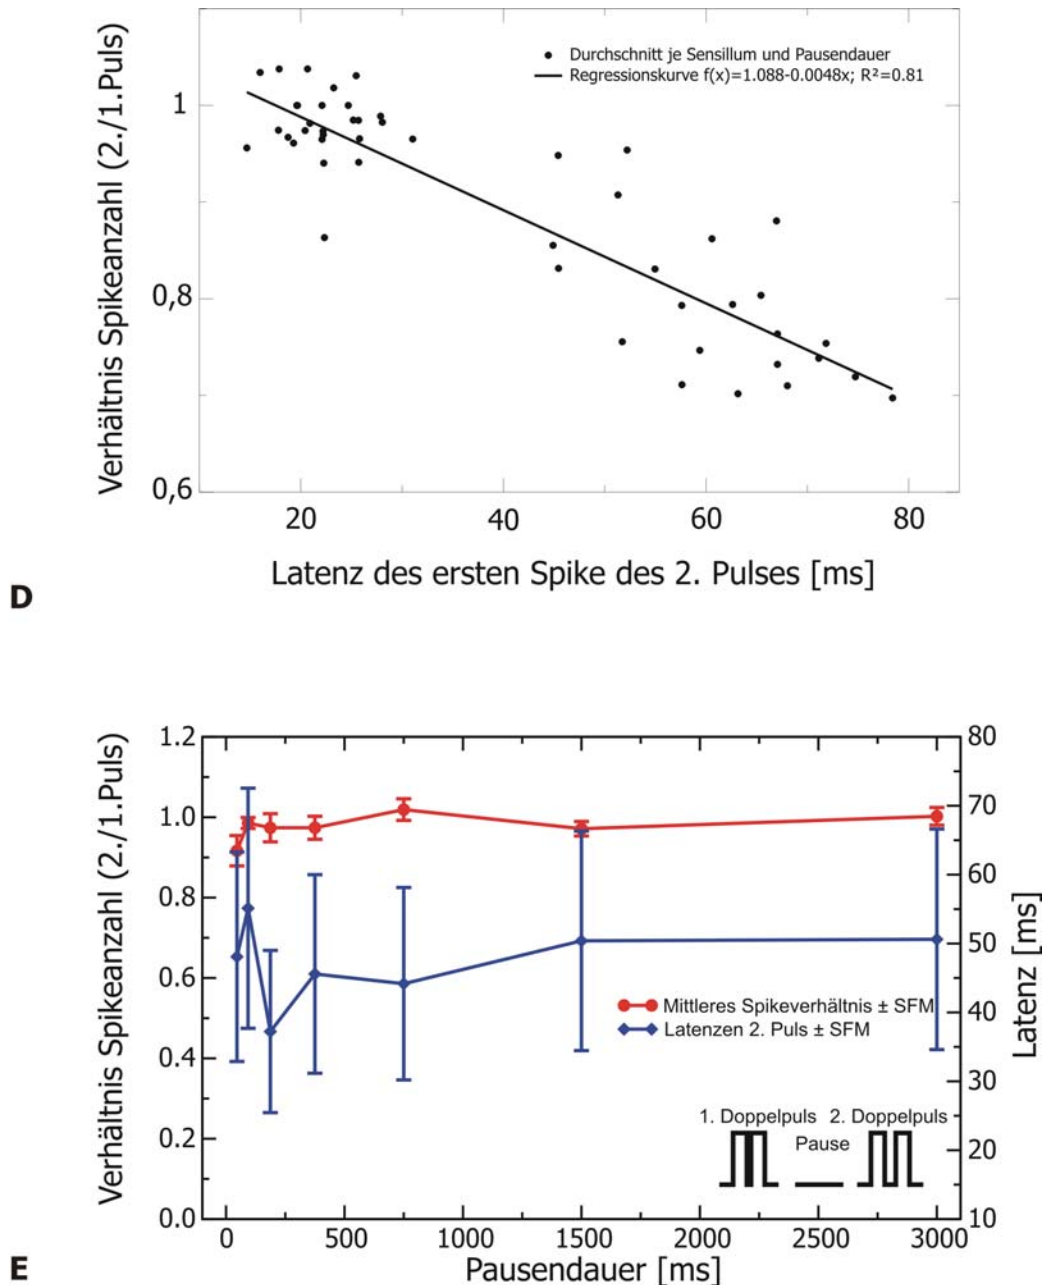 Verhältnis Spikeanzahl (2./1.Puls)
1
0,8
0,6
Durchschnitt je Sensillum und Pausendauer
Regressionskurve f(x)=1.088-0.0048x; R²=0.81
20 40 60 80
Latenz des ersten Spike des 2. Pulses [ms]
D
Verhältnis Spikeanzahl (2./1.Puls)
1.2
1.0
0.8
0.6
0.4
0.2
0.0
Mittleres Spikeverhältnis ± SFM
Latenzen 2. Puls ± SFM
1. Doppelpuls 2. Doppelpuls
Pause
80
70
60
50
40
30
20
10
Latenz [ms]
0 500 1000 1500 2000 2500 3000
Pausendauer [ms]
E